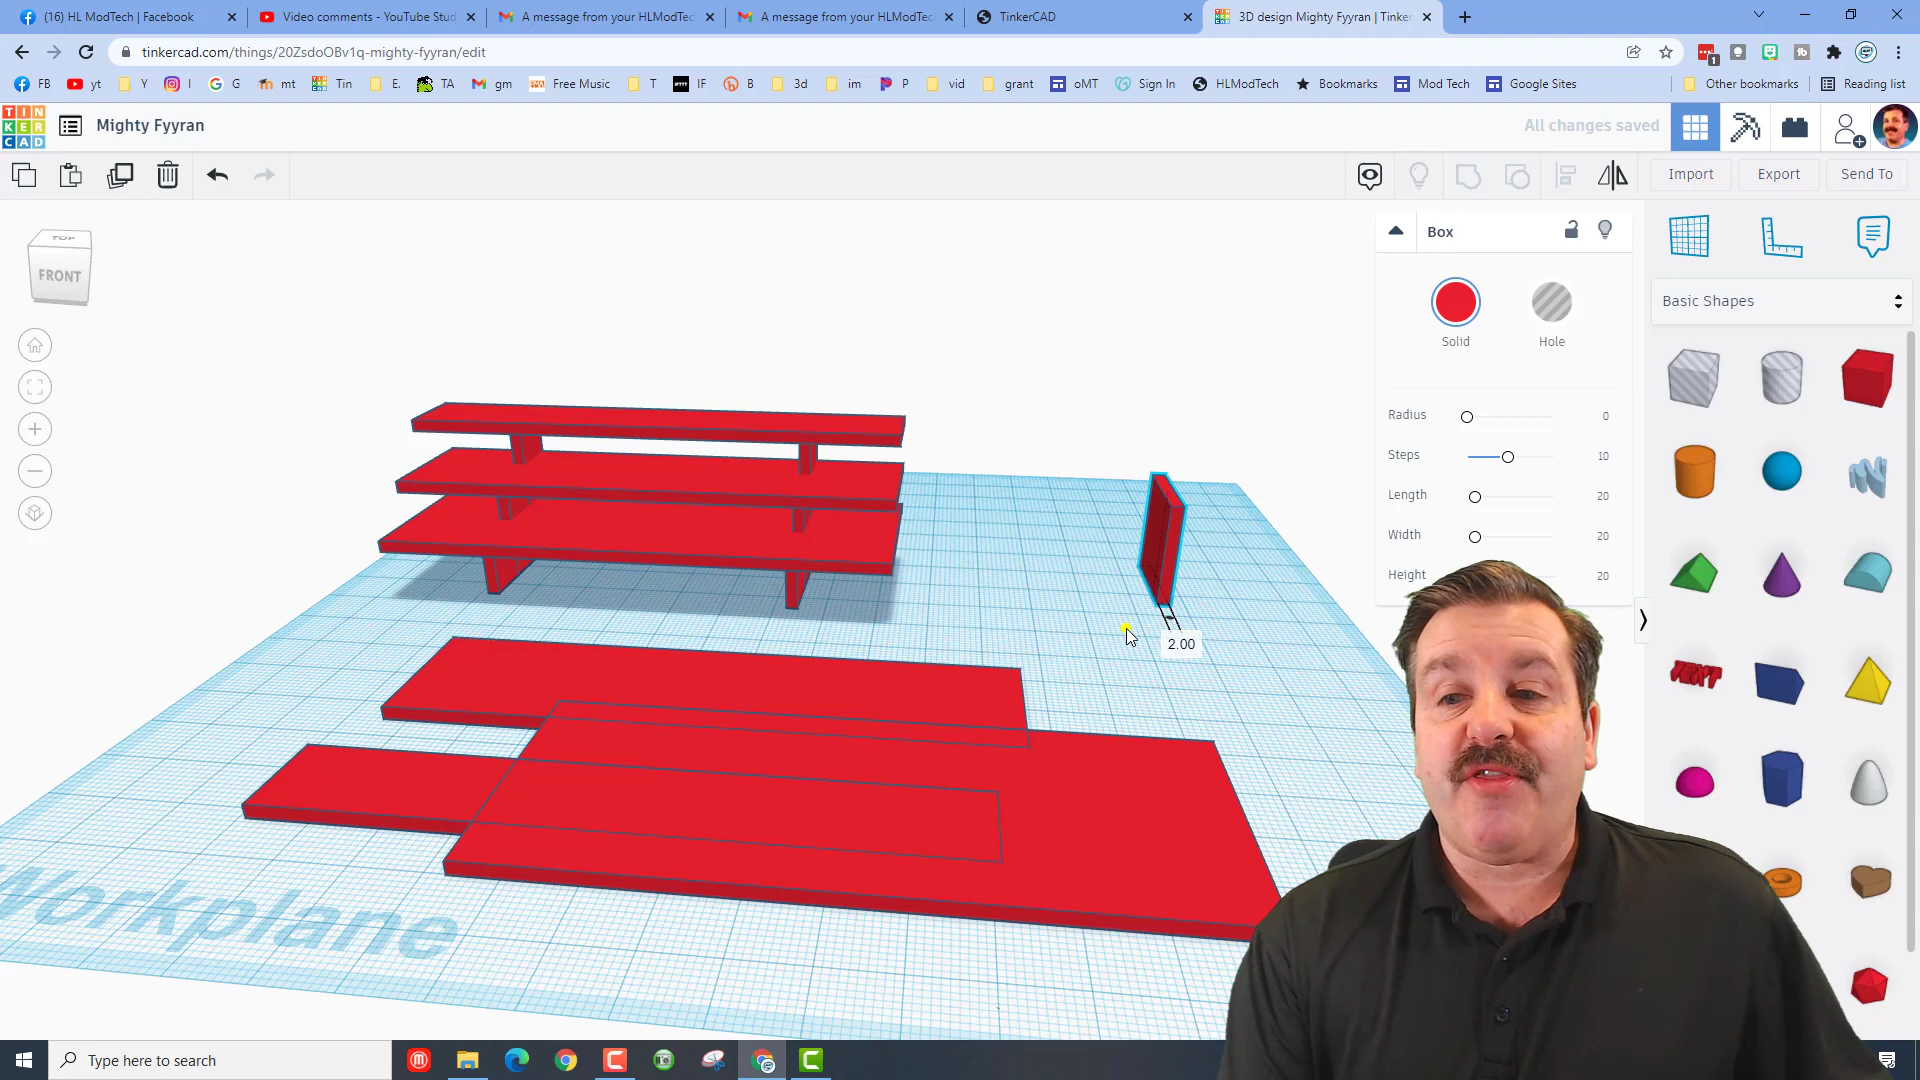 (16) HL ModTech | Facebook
Video comments - YouTube Stud
A message from your HLModTec
A message from your HLModTech
TinkerCAD
3D design Mighty Fyyran | Tinker
tinkercad.com/things/20ZsdoOBv1q-mighty-fyyran/edit
1
FB
yt
Y
I
G
mt
Tin
E.
TA
gm
Free Music
T
IF
B
3d
im
P
vid
grant
oMT
Sign In
HLModTech
Bookmarks
Mod Tech
Google Sites
Other bookmarks
Reading list
TIN
KER
CAD
Mighty Fyyran
All changes saved
Import
Export
Send To
TOP
FRONT
Box
Solid
Hole
Radius
0
Steps
10
Length
20
Width
20
Height
20
Basic Shapes
TEXT
2.00
Workplane
Type here to search